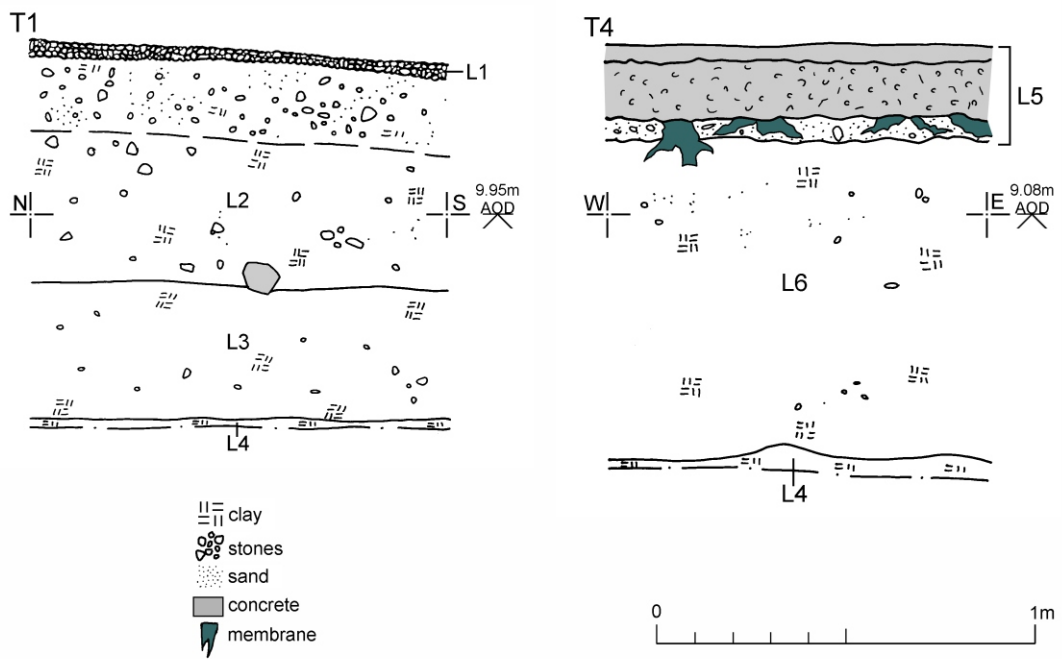 T1
L1
L2
N
S
9.95m
AOD
L3
L4
T4
L5
W
E
9.08m
AOD
L6
L4
clay
stones
sand
concrete
membrane
0
1m